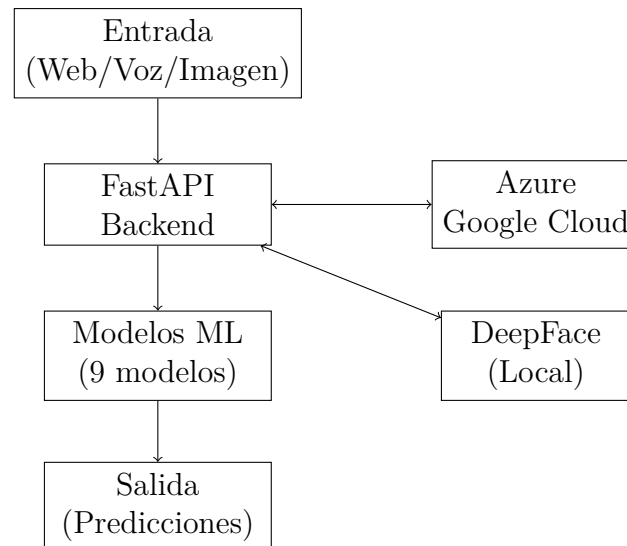 Entrada
(Web/Voz/Imagen)
FastAPI
Backend
Azure
Google Cloud
Modelos ML
(9 modelos)
DeepFace
(Local)
Salida
(Predicciones)